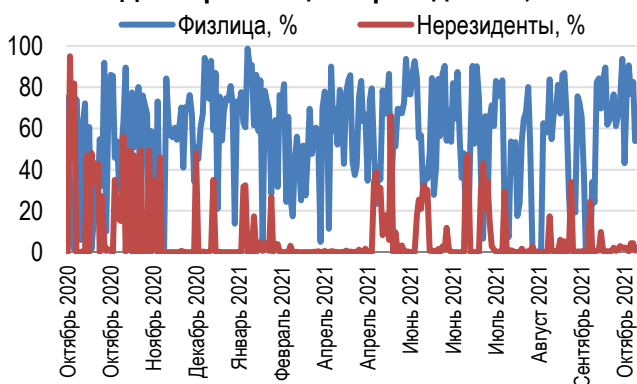 Физлица, %
Нерезиденты, %
100
80
60
40
20
0
Октябрь 2020
Октябрь 2020
Ноябрь 2020
Декабрь 2020
Январь 2021
Февраль 2021
Апрель 2021
Апрель 2021
Июнь 2021
Июнь 2021
Июль 2021
Август 2021
Сентябрь 2021
Октябрь 2021